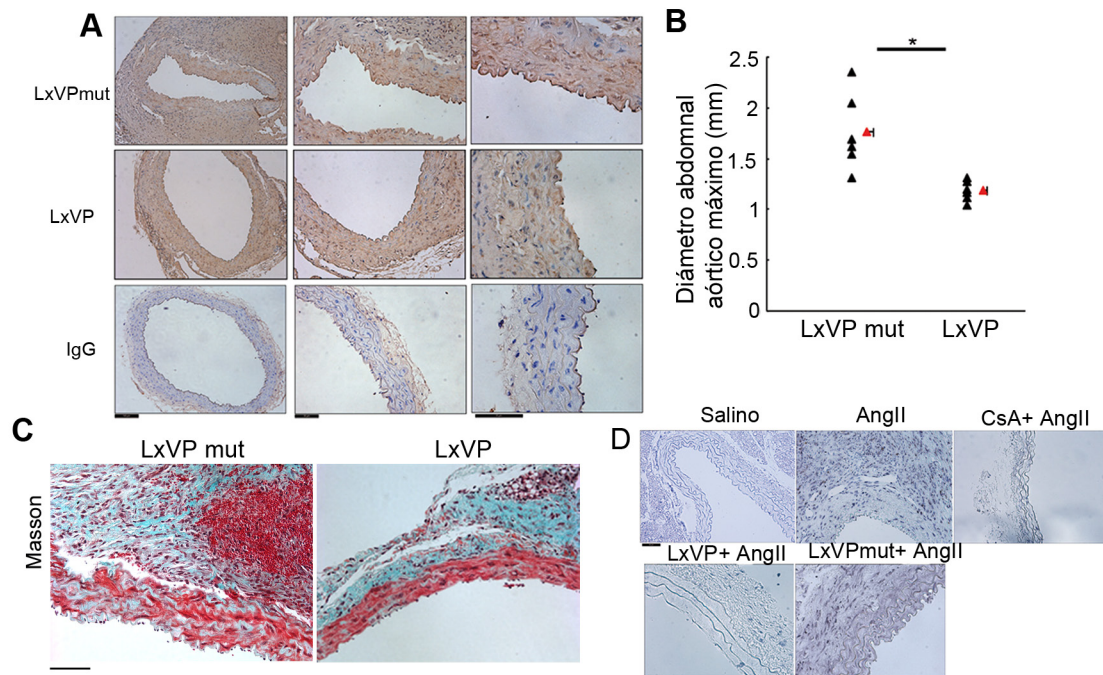 A
LxVPmut
LxVP
IgG
B
*
Diámetro abdomnal
aórtico máximo (mm)
2.5
2
1.5
1
0.5
0
LxVP mut
LxVP
C
LxVP mut
LxVP
Masson
D
Salino
AngII
CsA+ AngII
LxVP+ AngII
LxVPmut+ AngII